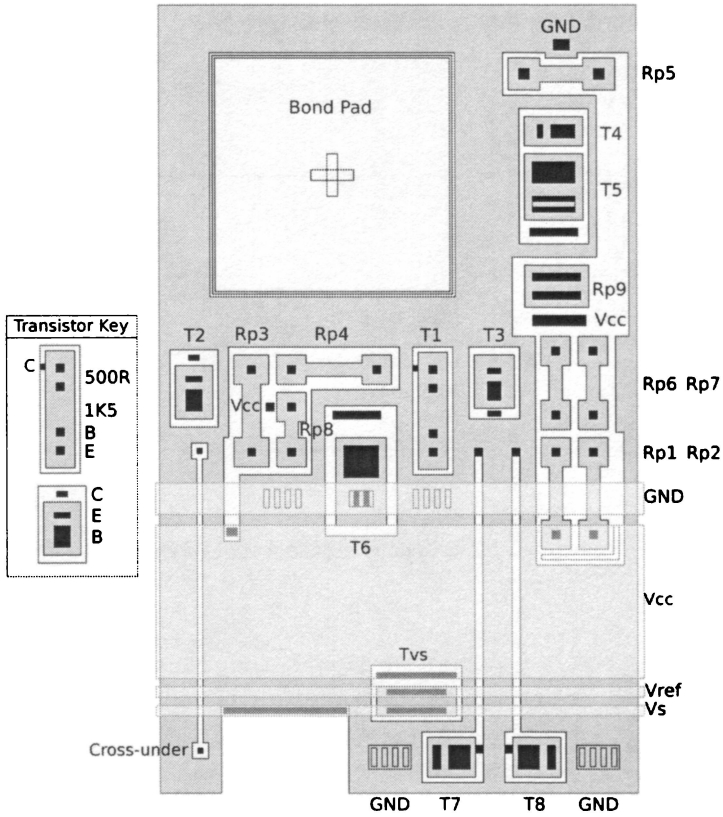 GND
Rp5
Bond Pad
T4
T5
Rp9
Vcc
Transistor Key
C
500R
1K5
B
E
C
E
B
T2 Rp3 Rp4 T1 T3
Rp6 Rp7
Vcc
Rp8
Rp1 Rp2
GND
T6
Vcc
Tvs
Vref
Vs
Cross-under
GND T7 T8 GND